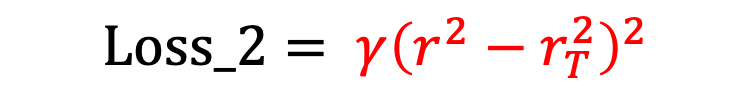 Loss_2 = γ(r² − r_T²)²